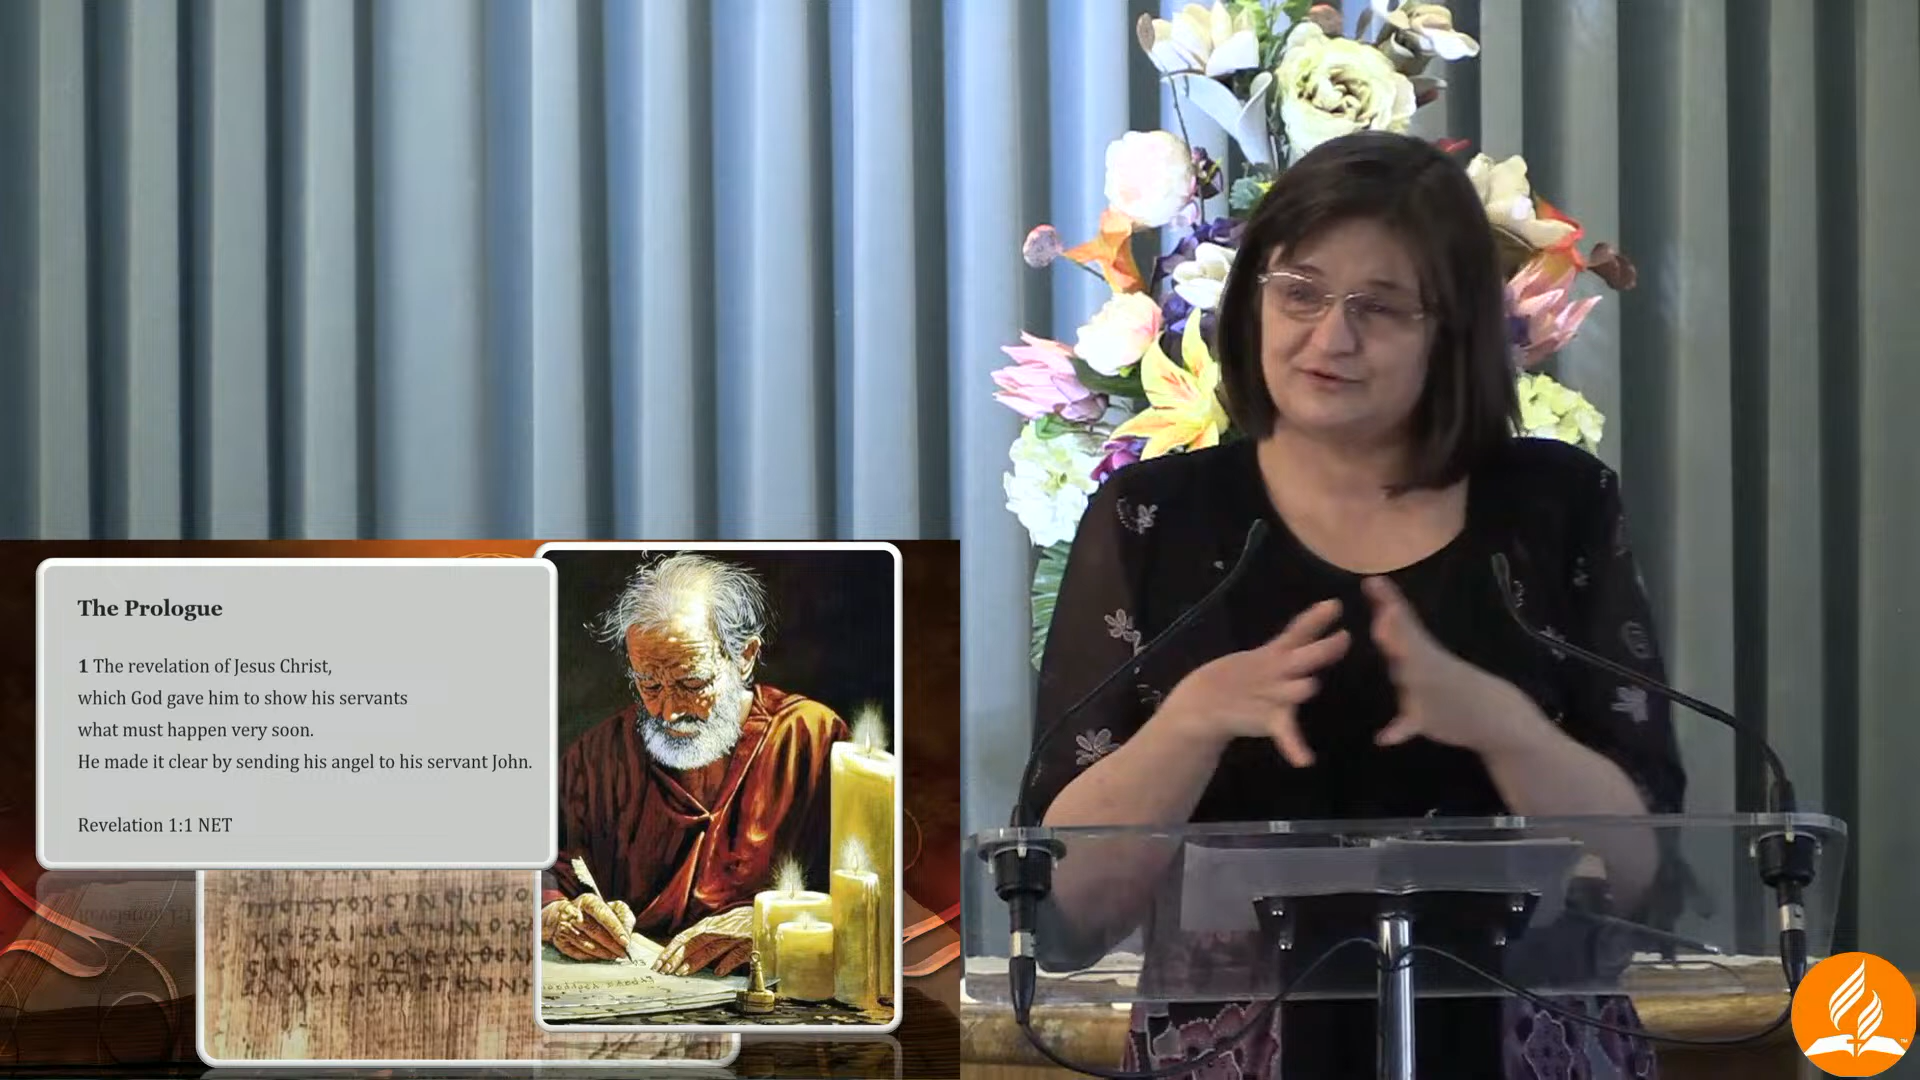 The Prologue
1 The revelation of Jesus Christ,
which God gave him to show his servants
what must happen very soon.
He made it clear by sending his angel to his servant John.
Revelation 1:1 NET